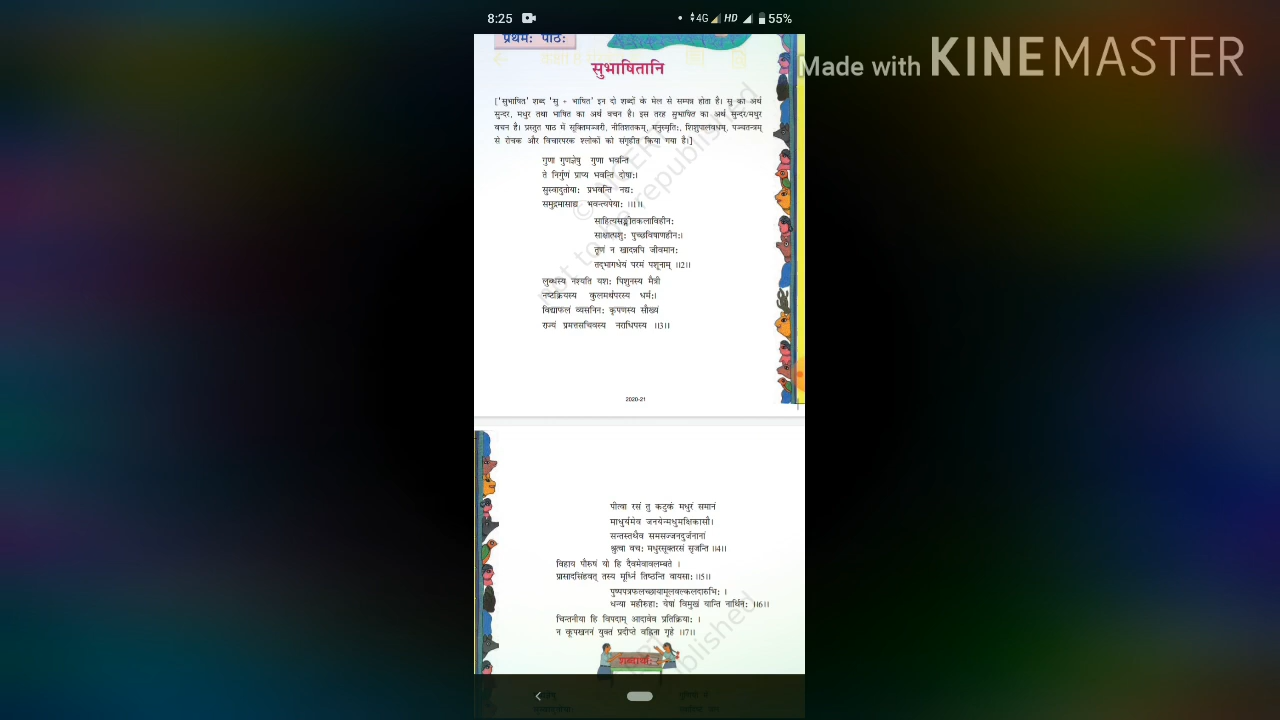 8:25
4G HD 55%
Made with KINEMASTER
प्रथमः पाठः
सुभाषितानि
['सुभाषित' शब्द 'सु + भाषित' इन दो शब्दों के मेल से सम्पन्न होता है। सु का अर्थ
सुन्दर, मधुर तथा भाषित का अर्थ वचन है। इस तरह सुभाषित का अर्थ सुन्दर/मधुर
वचन है। प्रस्तुत पाठ में सूक्तिमञ्जरी, नीतिशतकम्, मनुस्मृतिः, शिशुपालवधम्, पञ्चतन्त्रम्
से रोचक और विचारपरक श्लोकों को संगृहीत किया गया है।]
गुणा गुणज्ञेषु गुणा भवन्ति
ते निर्गुणं प्राप्य भवन्ति दोषाः।
सुस्वादुतोयाः प्रभवन्ति नद्यः
समुद्रमासाद्य भवन्त्यपेयाः ।।1।।
साहित्यसङ्गीतकलाविहीनः
साक्षात्पशुः पुच्छविषाणहीनः।
तृणं न खादन्नपि जीवमानः
तद्भागधेयं परमं पशूनाम् ।।2।।
लुब्धस्य नश्यति यशः पिशुनस्य मैत्री
नष्टक्रियस्य कुलमर्थपरस्य धर्मः।
विद्याफलं व्यसनिनः कृपणस्य सौख्यं
राज्यं प्रमत्तसचिवस्य नराधिपस्य ।।3।।
2020-21
पीत्वा रसं तु कटुकं मधुरं समानं
माधुर्यमेव जनयेन्मधुमक्षिकासौ।
सन्तस्तथैव समसज्जनदुर्जनानां
श्रुत्वा वचः मधुरसूक्तरसं सृजन्ति ।।4।।
विहाय पौरुषं यो हि दैवमेवावलम्बते ।
प्रासादसिंहवत् तस्य मूर्ध्नि तिष्ठन्ति वायसाः ।।5।।
पुष्पपत्रफलच्छायामूलवल्कलदारुभिः ।
धन्या महीरुहाः येषां विमुखं यान्ति नार्थिनः ।।6।।
चिन्तनीया हि विपदाम् आदावेव प्रतिक्रियाः ।
न कूपखननं युक्तं प्रदीप्ते वह्निना गृहे ।।7।।
शब्दार्थाः